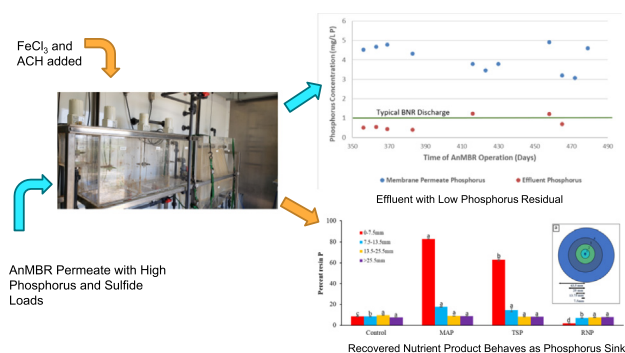 FeCl3 and
ACH added
AnMBR Permeate with High
Phosphorus and Sulfide
Loads
Phosphorus Concentration (mg/L P)
6
5
4
3
2
1
0
Typical BNR Discharge
350 370 390 410 430 450 470 490
Time of AnMBR Operation (Days)
Membrane Permeate Phosphorus Effluent Phosphorus
Effluent with Low Phosphorus Residual
Percent resin P
100
80
60
40
20
0
0-7.5mm
7.5-13.5mm
13.5-25.5mm
>25.5mm
c b a a
a a a a
b a a a
d a a a
Control MAP TSP RNP
Recovered Nutrient Product Behaves as Phosphorus Sink